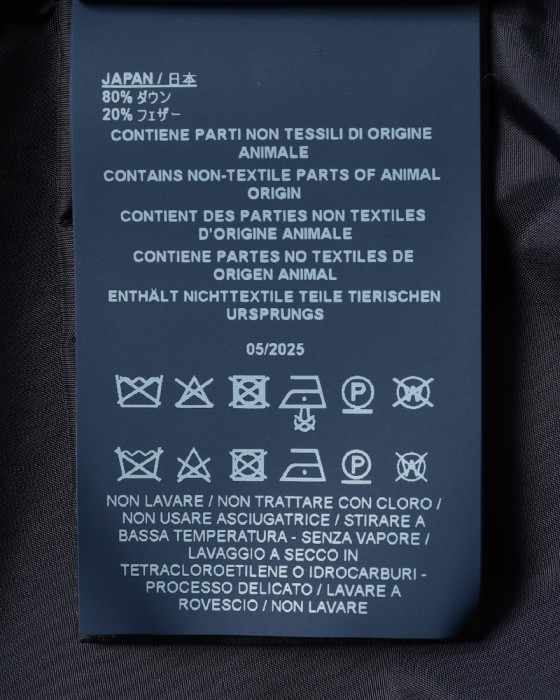 JAPAN / 日本
80% ダウン
20% フェザー
CONTIENE PARTI NON TESSILI DI ORIGINE
ANIMALE
CONTAINS NON-TEXTILE PARTS OF ANIMAL
ORIGIN
CONTIENT DES PARTIES NON TEXTILES
D'ORIGINE ANIMALE
CONTIENE PARTES NO TEXTILES DE
ORIGEN ANIMAL
ENTHÄLT NICHTTEXTILE TEILE TIERISCHEN
URSPRUNGS
05/2025
P W
P W
NON LAVARE / NON TRATTARE CON CLORO /
NON USARE ASCIUGATRICE / STIRARE A
BASSA TEMPERATURA - SENZA VAPORE /
LAVAGGIO A SECCO IN
TETRACLOROETILENE O IDROCARBURI -
PROCESSO DELICATO / LAVARE A
ROVESCIO / NON LAVARE